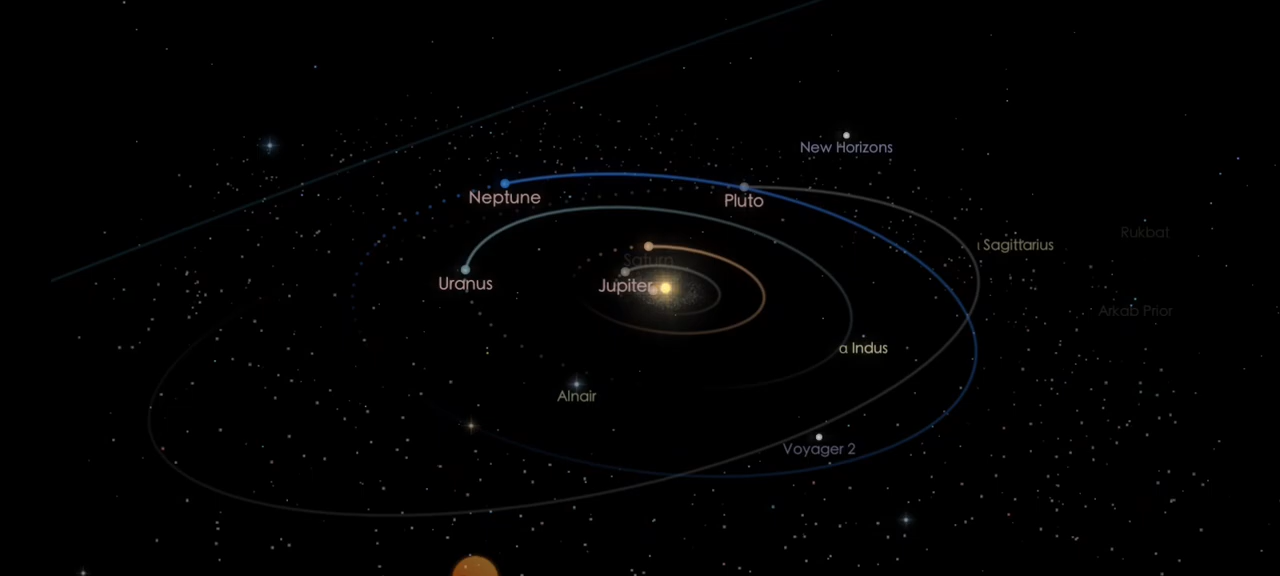 New Horizons
Neptune
Pluto
Rukbat
Sagittarius
Saturn
Uranus
Jupiter
Arkab Prior
α Indus
Alnair
Voyager 2